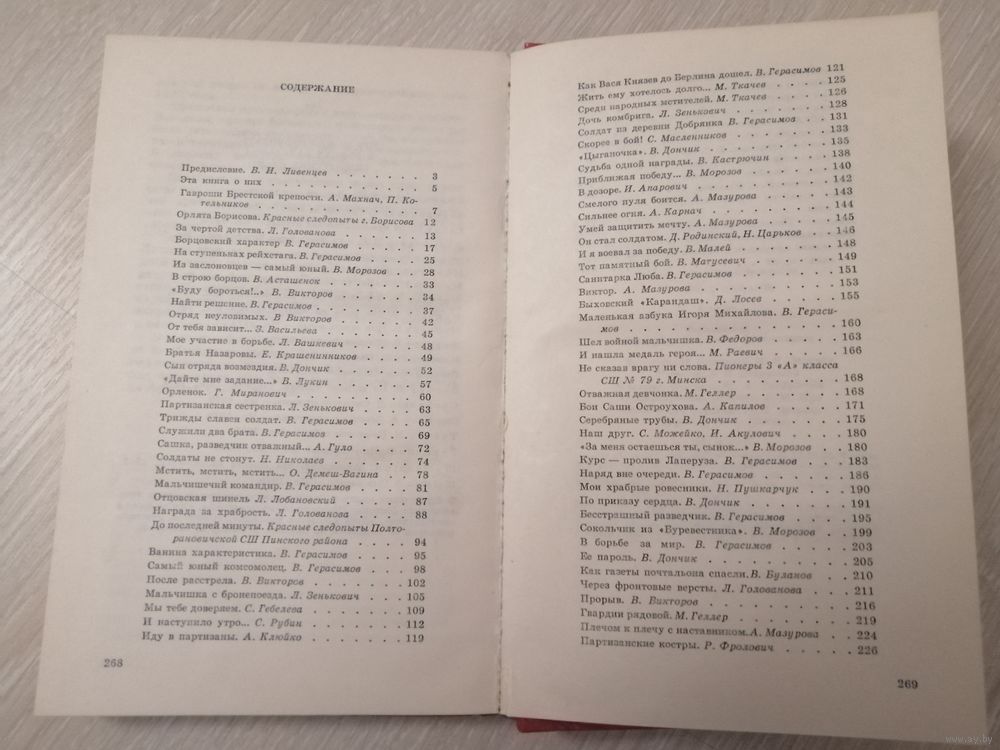 СОДЕРЖАНИЕ
Предисловие. В. И. Ливенцев . . . . . . . 3
Эта книга о них . . . . . . . . . . . 5
Гавроши Брестской крепости. А. Махнач, П. Ко-
тельников . . . . . . . . . . . . 7
Орлята Борисова. Красные следопыты г. Борисова 12
За чертой детства. Л. Голованова . . . . . 13
Борцовский характер В. Герасимов . . . . . 17
На ступеньках рейхстага. В. Герасимов . . . . 25
Из заслоновцев — самый юный. В. Морозов . . . 28
В строю борцов. В. Асташенок . . . . . . 33
«Буду бороться!..» В. Викторов . . . . . . 34
Найти решение. В. Герасимов . . . . . . . 37
Отряд неуловимых. В Викторов . . . . . . 42
От тебя зависит... З. Васильева . . . . . . 45
Мое участие в борьбе. Л. Вашкевич . . . . . 48
Братья Назаровы. Е. Крашенинников . . . . 49
Сын отряда возмездия. В. Дончик . . . . . 52
«Дайте мне задание...» В. Лукин . . . . . 57
Орленок. Г. Миранович . . . . . . . . 60
Партизанская сестренка. Л. Зенькович . . . . 63
Трижды славен солдат. В. Герасимов . . . . 65
Служили два брата. В. Герасимов . . . . . 69
Сашка, разведчик отважный... А. Гуло . . . . 72
Солдаты не стонут. Н. Николаев . . . . . 74
Мстить, мстить, мстить... О. Демеш-Вагина . . 78
Мальчишечий командир. В. Герасимов . . . . 81
Отцовская шинель Л. Лобановский . . . . . 87
Награда за храбрость. Л. Голованова . . . . 88
До последней минуты. Красные следопыты Полто-
рановичской СШ Пинского района . . . . 94
Ванина характеристика. В. Герасимов . . . . 95
Самый юный комсомолец. В. Герасимов . . . . 98
После расстрела. В. Викторов . . . . . . 102
Мальчишка с бронепоезда. Л. Зенькович . . . 105
Мы тебе доверяем. С. Гебелева . . . . . . 109
И наступило утро... С. Рубин . . . . . . 112
Иду в партизаны. А. Клюйко . . . . . . 119
268
Как Вася Князев до Берлина дошел. В. Герасимов 121
Жить ему хотелось долго... М. Ткачев . . . . 125
Среди народных мстителей. М. Ткачев . . . . 126
Дочь комбрига. Л. Зенькович . . . . . . 128
Солдат из деревни Добрянка В. Герасимов . . . 131
Скорее в бой! С. Масленников . . . . . . 133
«Цыганочка». В. Дончик . . . . . . . . 135
Судьба одной награды. В. Кастрючин . . . . 138
Приближая победу... В. Морозов . . . . . 140
В дозоре. И. Апарович . . . . . . . . 142
Смелого пуля боится. А. Мазурова . . . . . 143
Сильнее огня. А. Карнач . . . . . . . . 144
Умей защитить мечту. А. Мазурова . . . . . 145
Он стал солдатом. Д. Родинский, Н. Царьков . . 146
И я воевал за победу. В. Малей . . . . . . 148
Тот памятный бой. В. Матусевич . . . . . 149
Санитарка Люба. В. Герасимов . . . . . . 151
Виктор. А. Мазурова . . . . . . . . . 153
Быховский «Карандаш». Д. Лосев . . . . . 155
Маленькая азбука Игоря Михайлова. В. Гераси-
мов . . . . . . . . . . . . . . 160
Шел войной мальчишка. В. Федоров . . . . 163
И нашла медаль героя... М. Раевич . . . . . 166
Не сказав врагу ни слова. Пионеры 3 «А» класса
СШ № 79 г. Минска . . . . . . . . 168
Отважная девчонка. М. Геллер . . . . . . 168
Бои Саши Остроухова. А. Капилов . . . . . 171
Серебряные трубы. В. Дончик . . . . . . 175
Наш друг. С. Можейко, И. Акулович . . . . 180
«За меня остаешься ты, сынок...» В. Морозов . . 180
Курс — пролив Лаперуза. В. Герасимов . . . . 183
Наряд вне очереди. В. Герасимов . . . . . 186
Мои храбрые ровесники. Н. Пушкарчук . . . 190
По приказу сердца. В. Дончик . . . . . . 191
Бесстрашный разведчик. В. Герасимов . . . . 195
Сокольчик из «Буревестника». В. Морозов . . . 199
В борьбе за мир. В. Герасимов . . . . . . 203
Ее пароль. В. Дончик . . . . . . . . . 205
Как газеты почтальона спасли. В. Буланов . . . 210
Через фронтовые версты. Л. Голованова . . . 211
Прорыв. В. Викторов . . . . . . . . . 216
Гвардии рядовой. М. Геллер . . . . . . . 219
Плечом к плечу с наставником. А. Мазурова . . 224
Партизанские костры. Р. Фролович . . . . . 226
269
www.ay.by